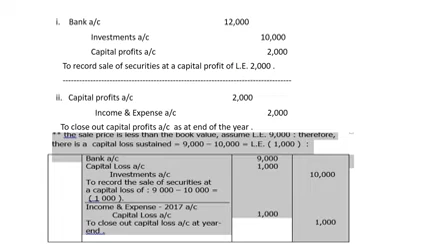 i. Bank a/c 12,000
Investments a/c 10,000
Capital profits a/c 2,000
To record sale of securities at a capital profit of L.E. 2,000 .
--------------------------------------------------------------------------------
ii. Capital profits a/c 2,000
Income & Expense a/c 2,000
To close out capital profits a/c as at end of the year .
** the sale price is less than the book value, assume L.E. 9,000 : therefore,
there is a capital loss sustained = 9,000 – 10,000 = L.E. ( 1,000 ) :
Bank a/c 9,000
Capital Loss a/c 1,000
Investments a/c 10,000
To record the sale of securities at
a capital loss of : 9 000 – 10 000 =
( 1 000 ).
Income & Expense - 2017 a/c 1,000
Capital Loss a/c 1,000
To close out capital loss a/c at year-
end .